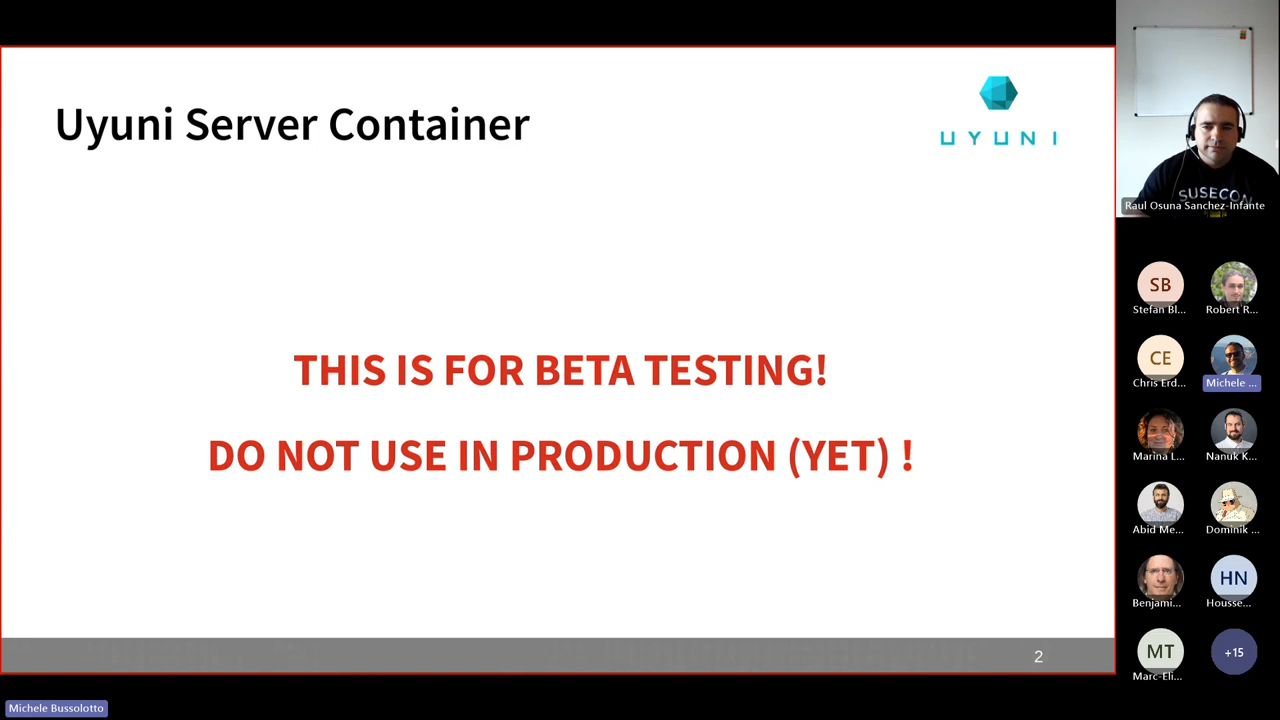 Uyuni Server Container
UYUNI
THIS IS FOR BETA TESTING!
DO NOT USE IN PRODUCTION (YET) !
2
Michele Bussolotto
SUSECON
Raul Osuna Sanchez-Infante
SB
Stefan Bl...
Robert R...
CE
Chris Erd...
Michele ...
Marina L...
Nanuk K...
Abid Me...
Dominik ...
Benjami...
HN
Housse...
MT
Marc-Eli...
+15